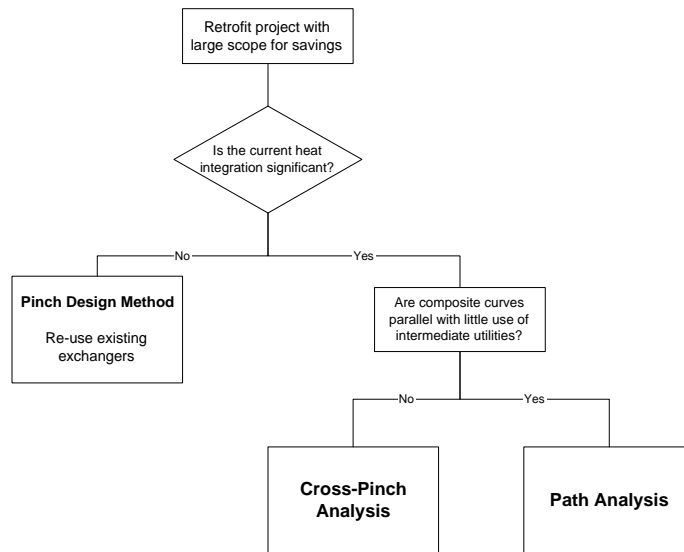 Retrofit project with
large scope for savings
Is the current heat
integration significant?
No
Yes
Pinch Design Method
Re-use existing
exchangers
Are composite curves
parallel with little use of
intermediate utilities?
No
Yes
Cross-Pinch
Analysis
Path Analysis